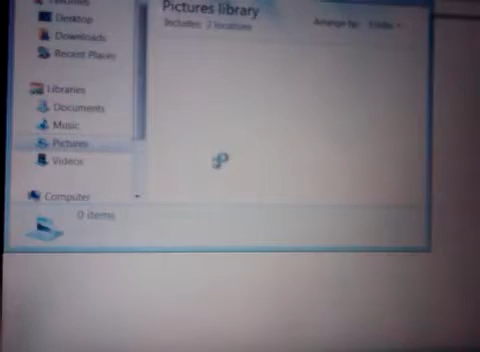 Favorites
Desktop
Downloads
Recent Places
Libraries
Documents
Music
Pictures
Videos
Computer
Pictures library
Includes: 2 locations
Arrange by: Folder
0 items